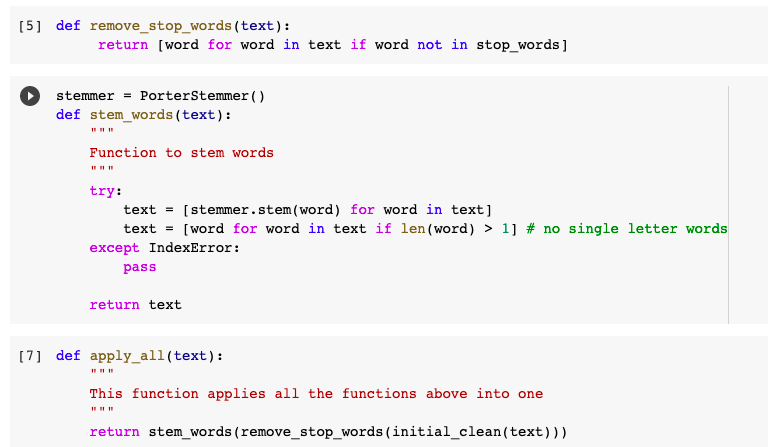 [5] def remove_stop_words(text):
     return [word for word in text if word not in stop_words]
stemmer = PorterStemmer()
def stem_words(text):
    """
    Function to stem words
    """
    try:
        text = [stemmer.stem(word) for word in text]
        text = [word for word in text if len(word) > 1] # no single letter words
    except IndexError:
        pass
    return text
[7] def apply_all(text):
    """
    This function applies all the functions above into one
    """
    return stem_words(remove_stop_words(initial_clean(text)))